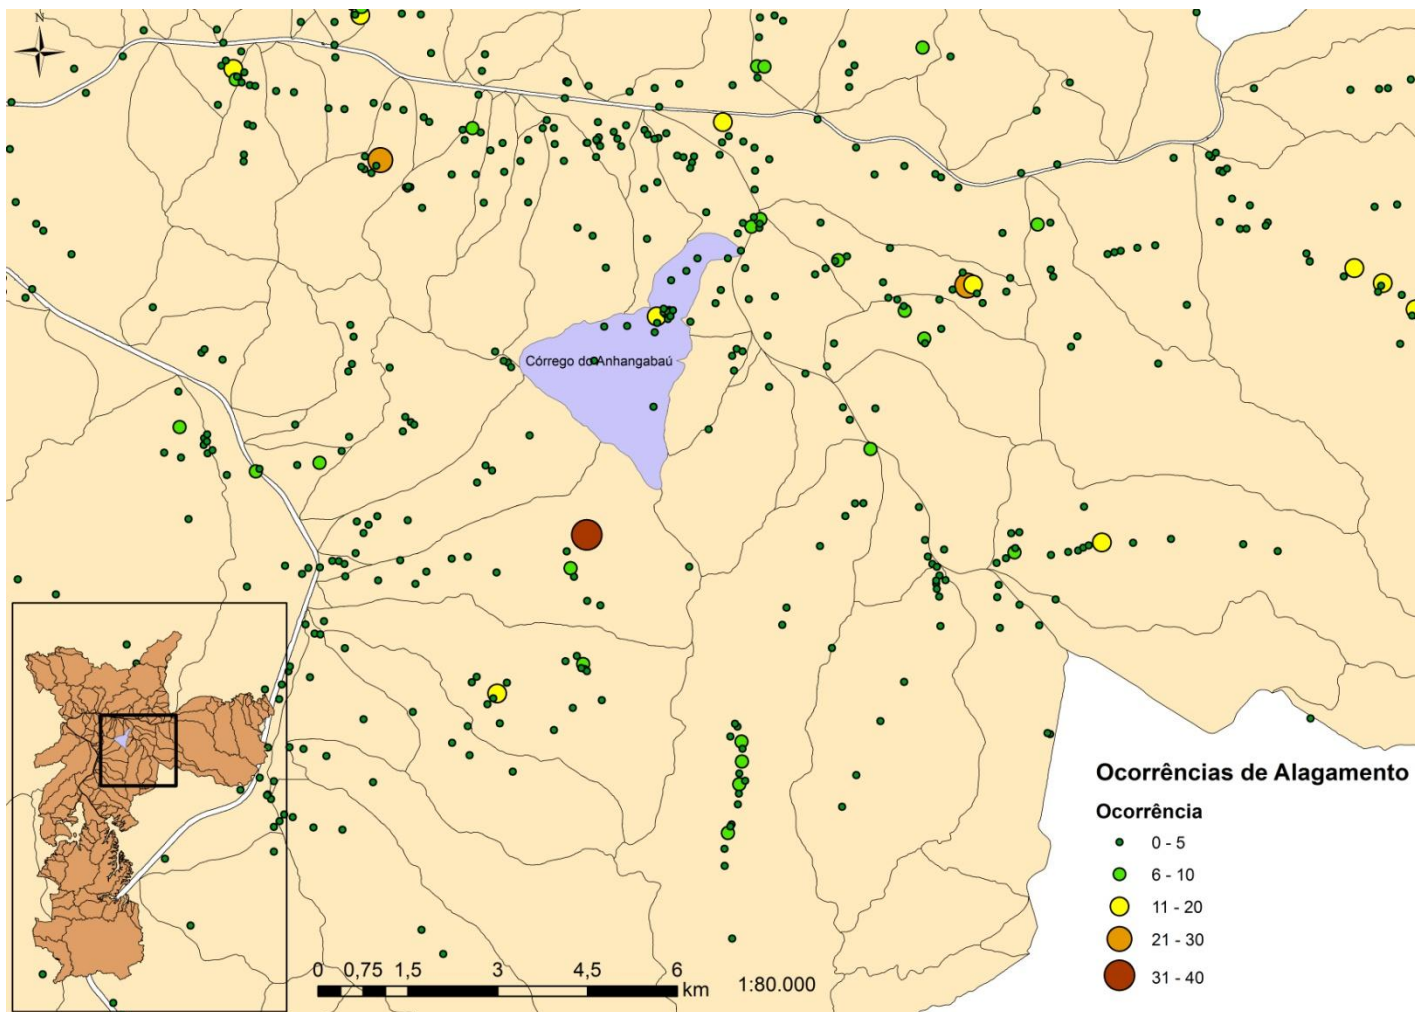 N
Córrego do Anhangabaú
Ocorrências de Alagamento
Ocorrência
0 - 5
6 - 10
11 - 20
21 - 30
31 - 40
0 0,75 1,5 3 4,5 6
km
1:80.000